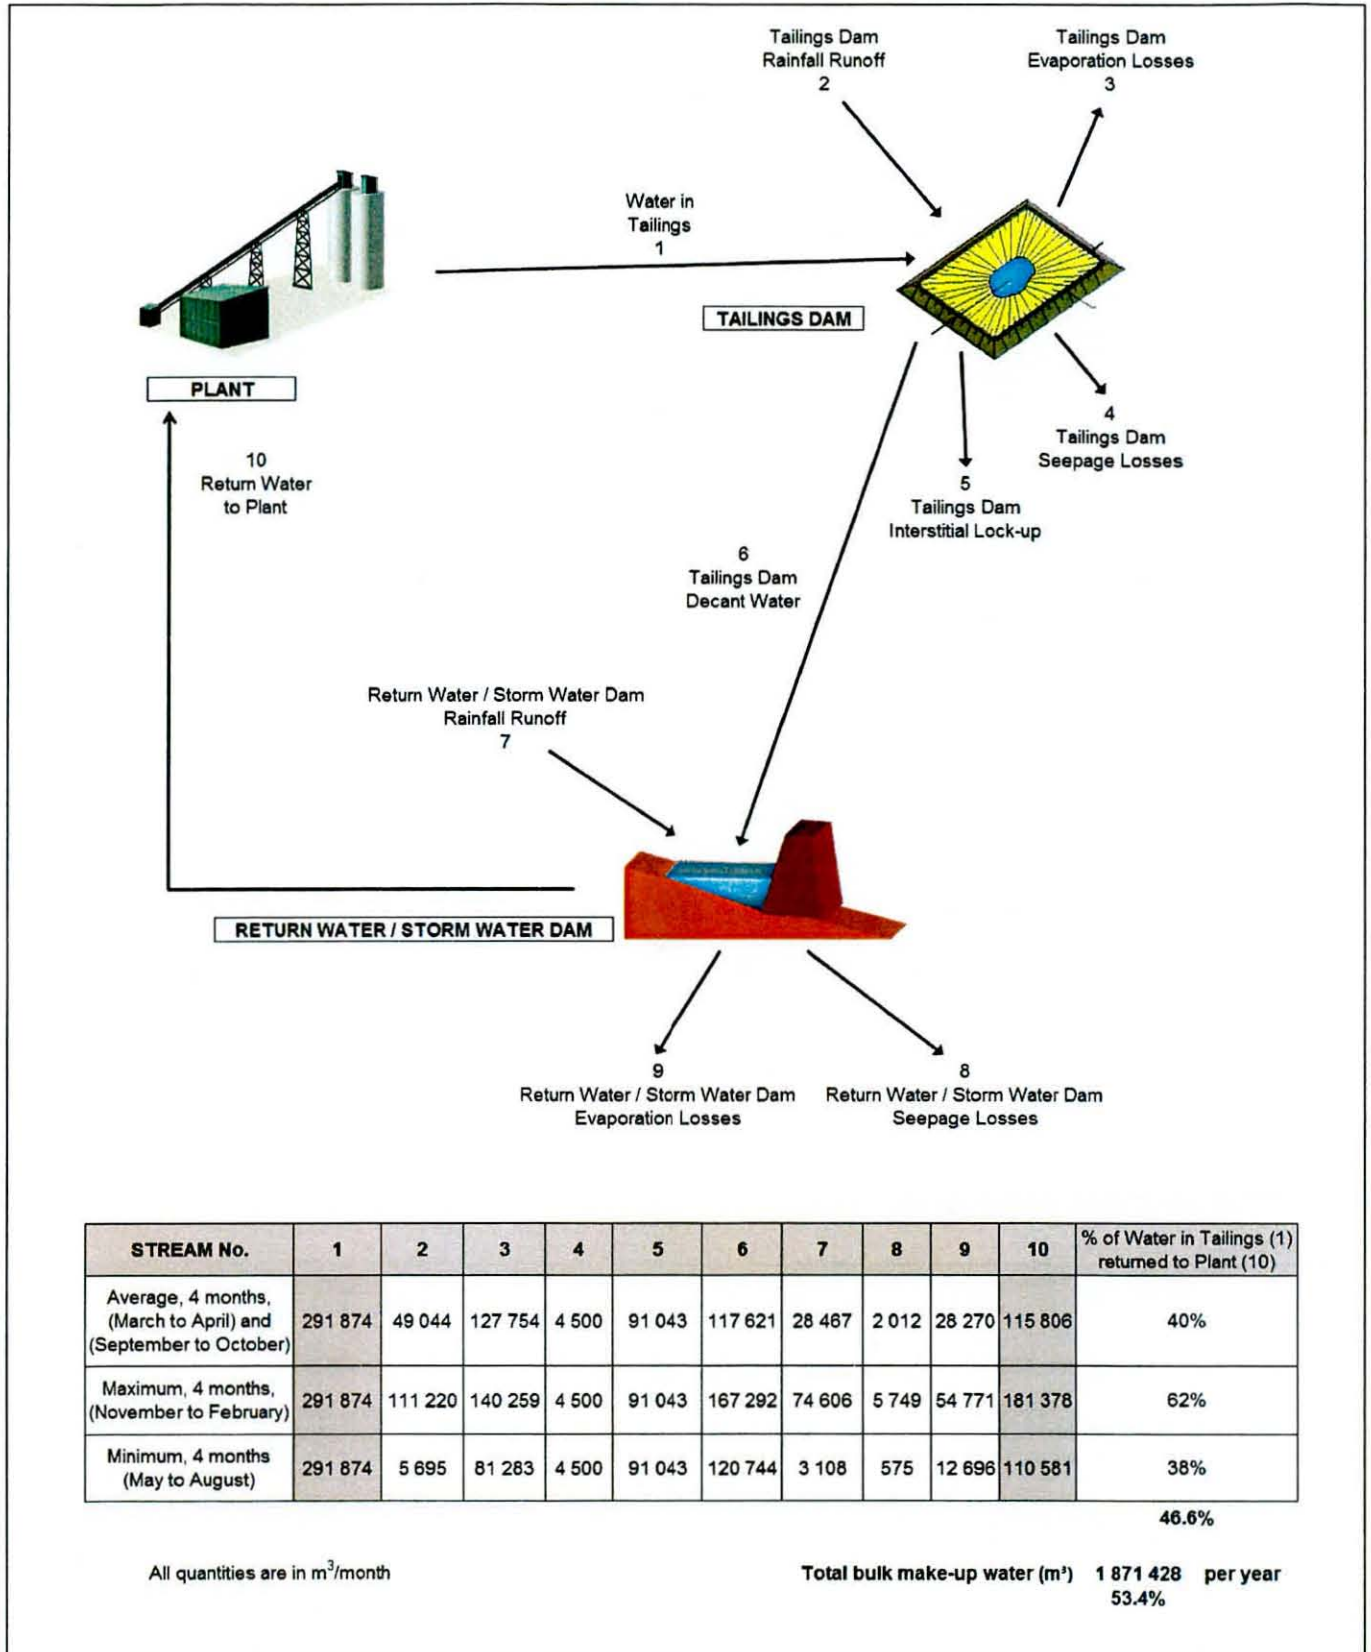 Tailings Dam
Rainfall Runoff
2
Tailings Dam
Evaporation Losses
3
Water in
Tailings
1
TAILINGS DAM
PLANT
10
Return Water
to Plant
4
Tailings Dam
Seepage Losses
5
Tailings Dam
Interstitial Lock-up
6
Tailings Dam
Decant Water
Return Water / Storm Water Dam
Rainfall Runoff
7
RETURN WATER / STORM WATER DAM
9
Return Water / Storm Water Dam
Evaporation Losses
8
Return Water / Storm Water Dam
Seepage Losses
STREAM No. 1 2 3 4 5 6 7 8 9 10 % of Water in Tailings (1)
returned to Plant (10)
Average, 4 months,
(March to April) and
(September to October)
291 874 49 044 127 754 4 500 91 043 117 621 28 467 2 012 28 270 115 806 40%
Maximum, 4 months,
(November to February)
291 874 111 220 140 259 4 500 91 043 167 292 74 606 5 749 54 771 181 378 62%
Minimum, 4 months
(May to August)
291 874 5 695 81 283 4 500 91 043 120 744 3 108 575 12 696 110 581 38%
46.6%
All quantities are in m³/month
Total bulk make-up water (m³) 1 871 428 per year
53.4%